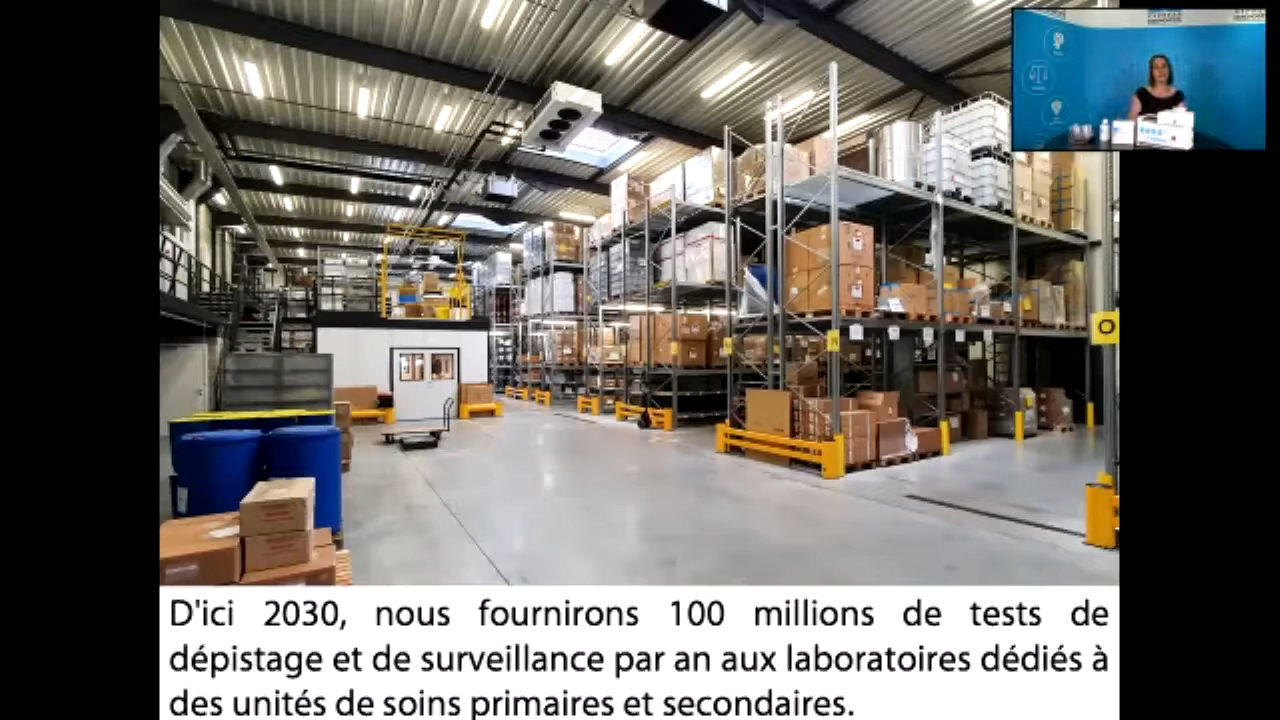 O
D'ici 2030, nous fournirons 100 millions de tests de
dépistage et de surveillance par an aux laboratoires dédiés à
des unités de soins primaires et secondaires.